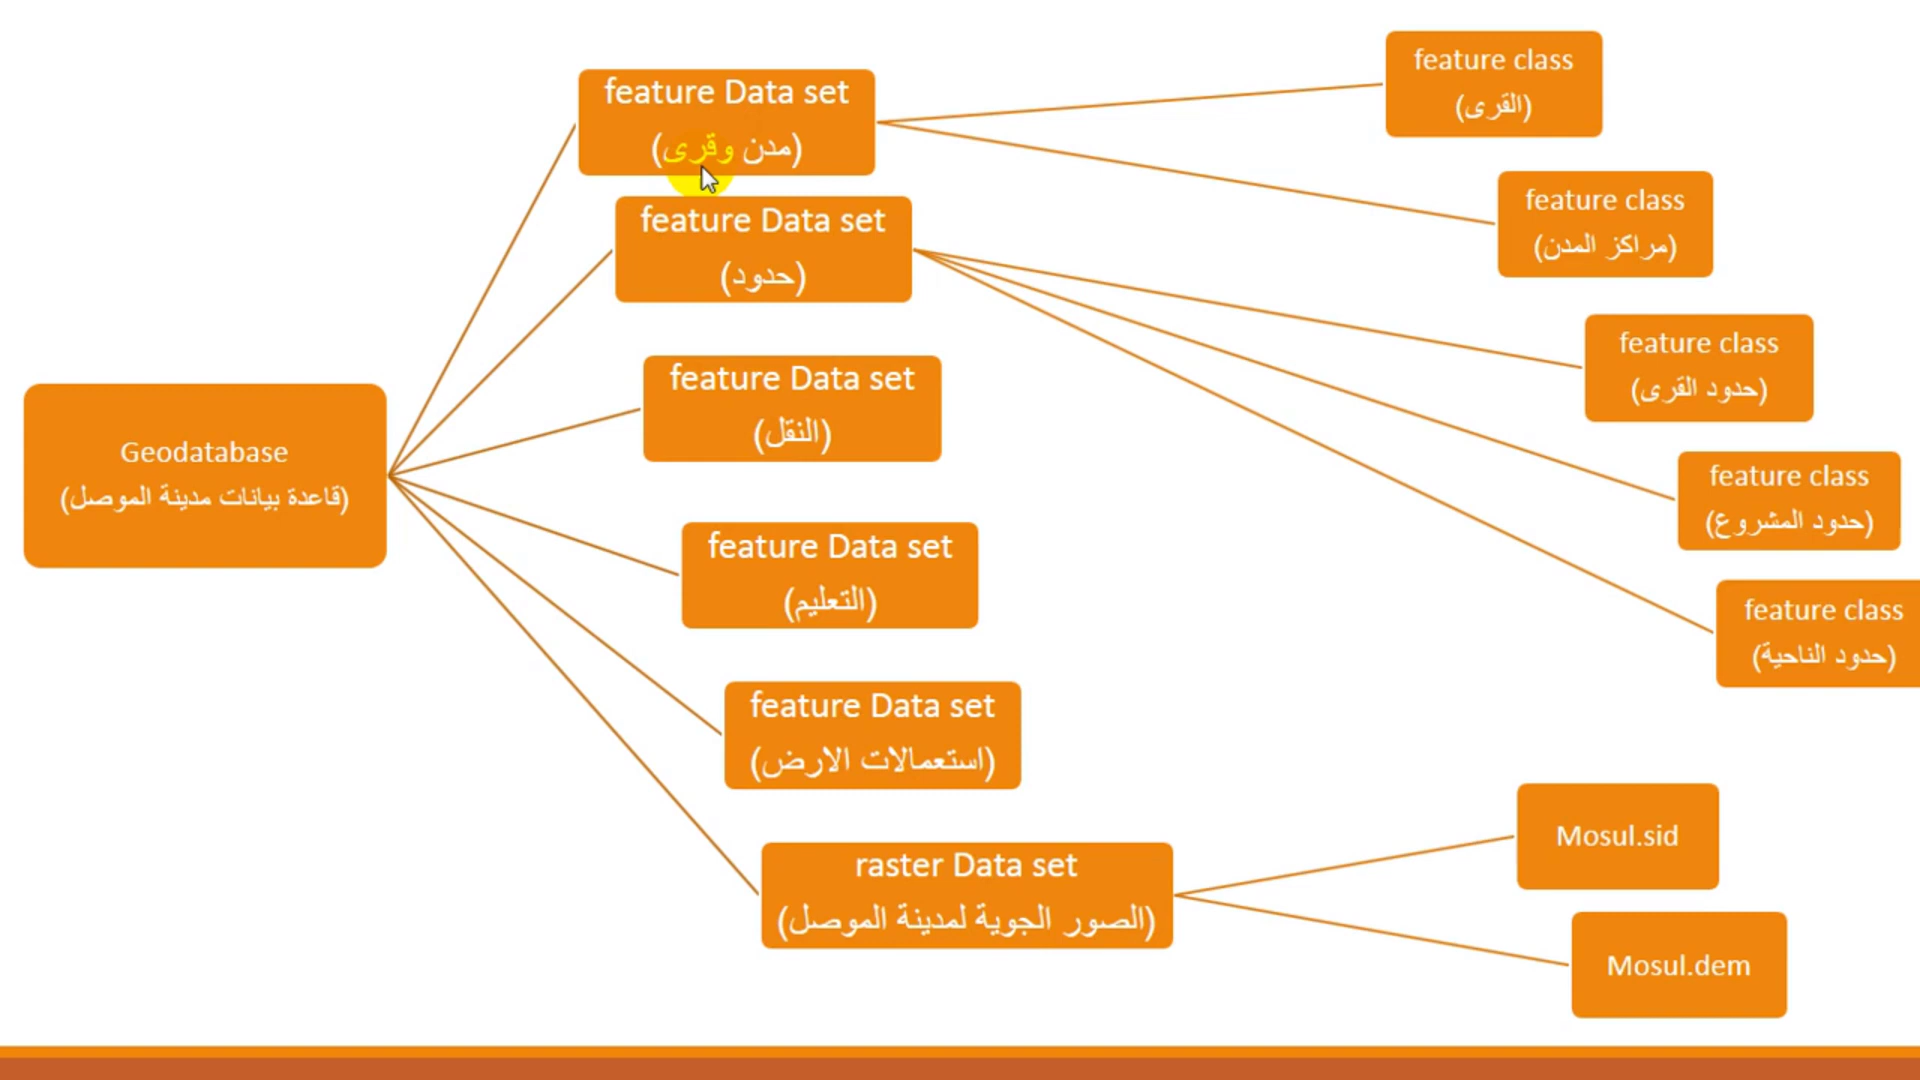 Geodatabase
(قاعدة بيانات مدينة الموصل)
feature Data set
(مدن وقرى)
feature Data set
(حدود)
feature Data set
(النقل)
feature Data set
(التعليم)
feature Data set
(استعمالات الارض)
raster Data set
(الصور الجوية لمدينة الموصل)
feature class
(القرى)
feature class
(مراكز المدن)
feature class
(حدود القرى)
feature class
(حدود المشروع)
feature class
(حدود الناحية)
Mosul.sid
Mosul.dem